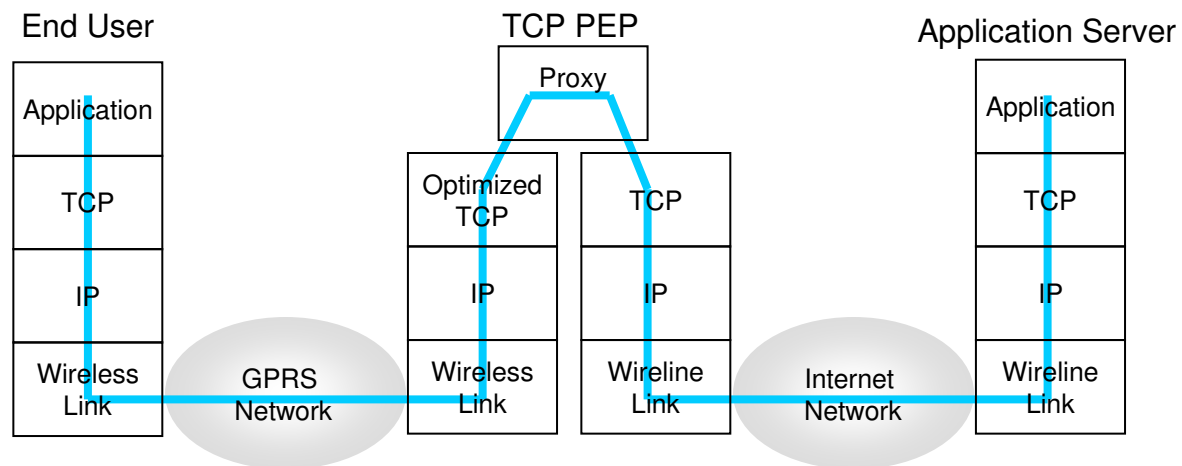 End User
TCP PEP
Application Server
Proxy
Application
Application
Optimized
TCP
TCP
TCP
TCP
IP
IP
IP
IP
Wireless
Link
GPRS
Network
Wireless
Link
Wireline
Link
Internet
Network
Wireline
Link